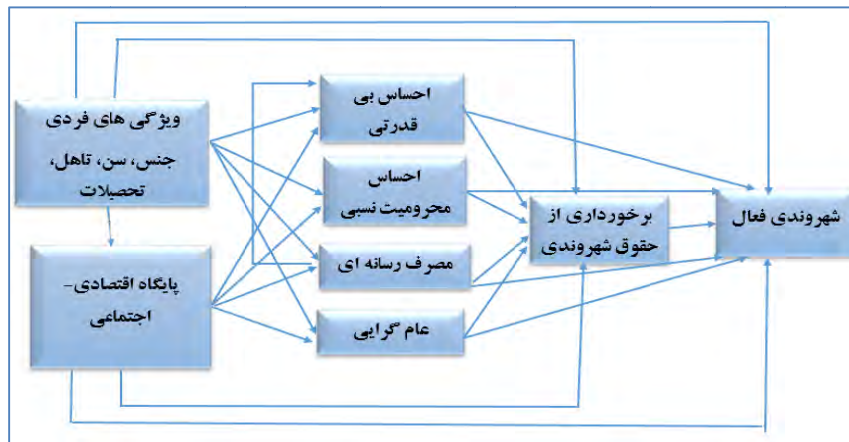 ویژگی های فردی
جنس، سن، تاهل،
تحصیلات
پایگاه اقتصادی-
اجتماعی
احساس بی
قدرتی
احساس
محرومیت نسبی
مصرف رسانه ای
عام گرایی
برخورداری از
حقوق شهروندی
شهروندی فعال